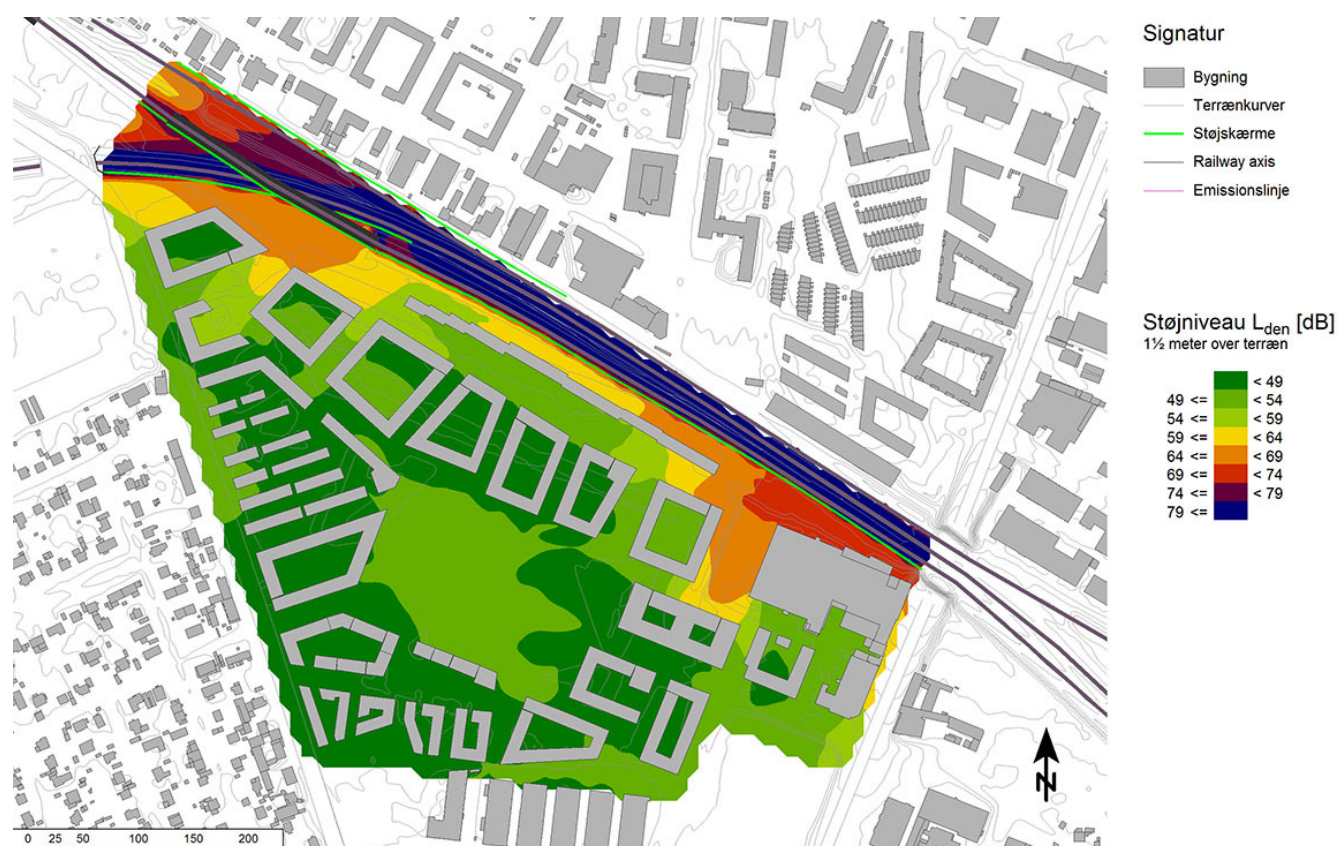 Signatur
Bygning
Terrænkurver
Støjskærme
Railway axis
Emissionslinje
Støjniveau Lden [dB]
1½ meter over terræn
< 49
49 <= < 54
54 <= < 59
59 <= < 64
64 <= < 69
69 <= < 74
74 <= < 79
79 <=
N
0 25 50 100 150 200